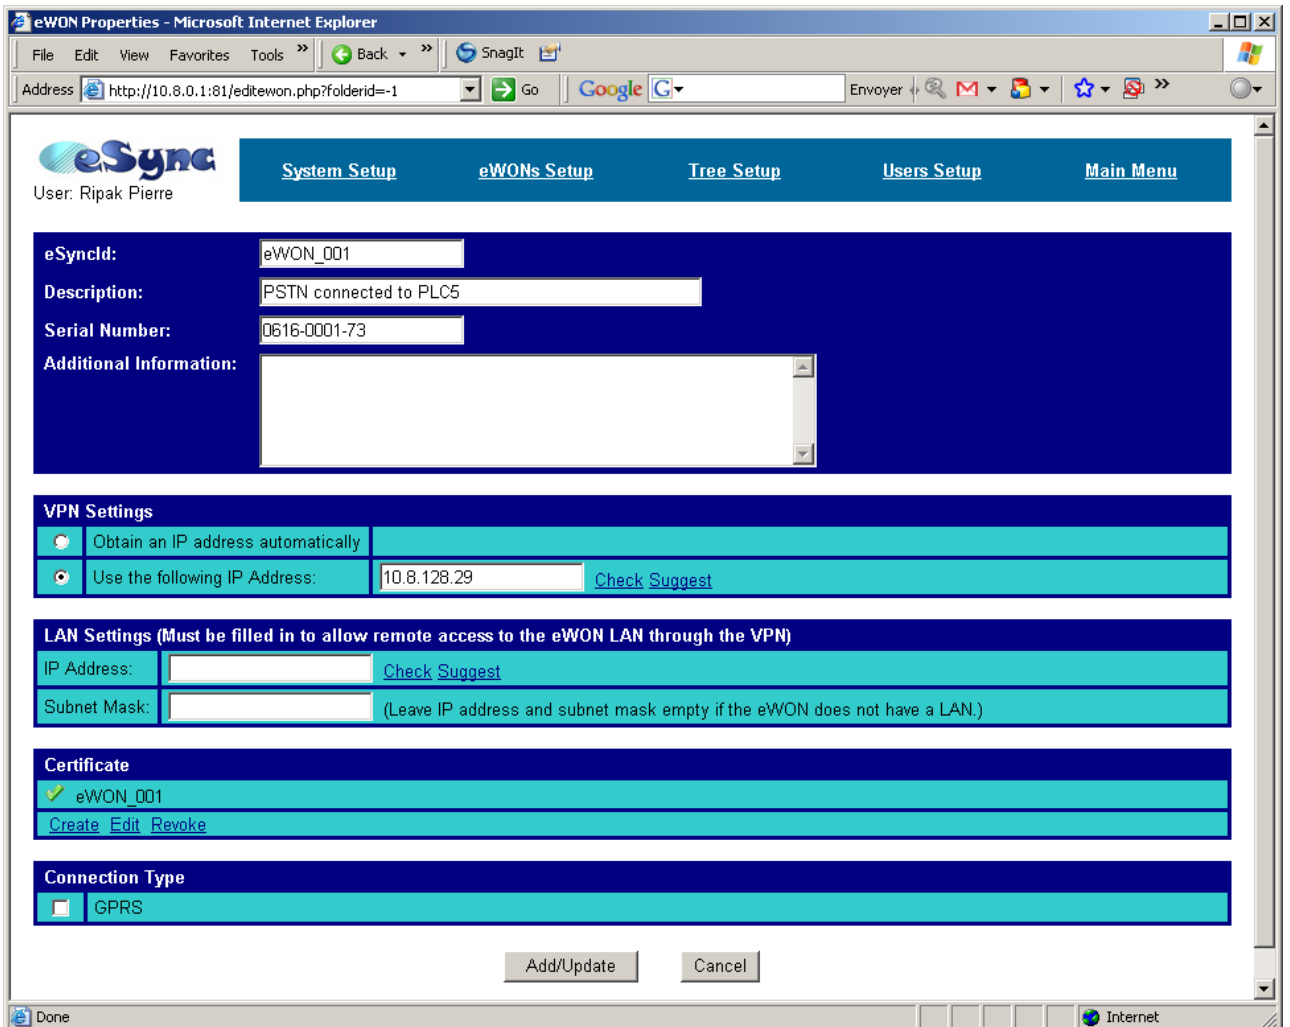 eWON Properties - Microsoft Internet Explorer
File Edit View Favorites Tools » Back » SnagIt
Address http://10.8.0.1:81/editewon.php?folderid=-1 Go Google G Envoyer »
eSync
User: Ripak Pierre
System Setup eWONs Setup Tree Setup Users Setup Main Menu
eSyncId: eWON_001
Description: PSTN connected to PLC5
Serial Number: 0616-0001-73
Additional Information:
VPN Settings
Obtain an IP address automatically
Use the following IP Address: 10.8.128.29 Check Suggest
LAN Settings (Must be filled in to allow remote access to the eWON LAN through the VPN)
IP Address: Check Suggest
Subnet Mask: (Leave IP address and subnet mask empty if the eWON does not have a LAN.)
Certificate
eWON_001
Create Edit Revoke
Connection Type
GPRS
Add/Update Cancel
Done Internet